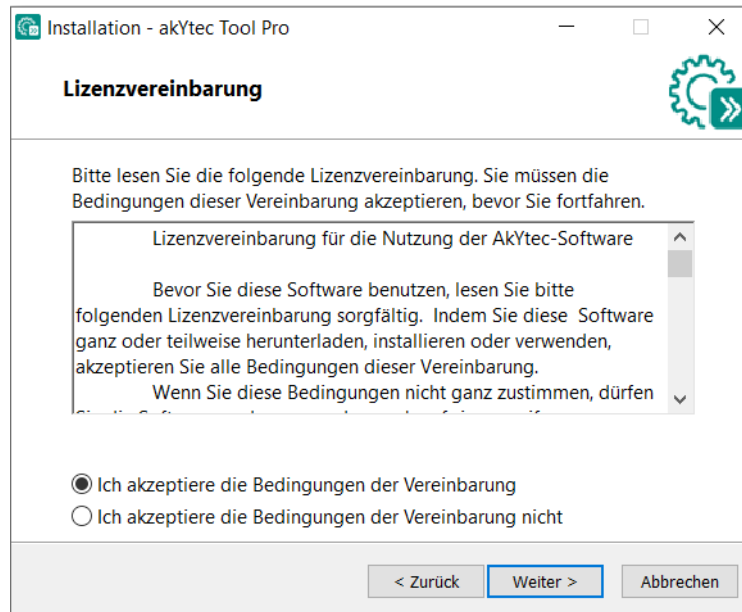 Installation - akYtec Tool Pro
Lizenzvereinbarung
Bitte lesen Sie die folgende Lizenzvereinbarung. Sie müssen die
Bedingungen dieser Vereinbarung akzeptieren, bevor Sie fortfahren.
Lizenzvereinbarung für die Nutzung der AkYtec-Software
Bevor Sie diese Software benutzen, lesen Sie bitte
folgenden Lizenzvereinbarung sorgfältig. Indem Sie diese Software
ganz oder teilweise herunterladen, installieren oder verwenden,
akzeptieren Sie alle Bedingungen dieser Vereinbarung.
Wenn Sie diese Bedingungen nicht ganz zustimmen, dürfen
Ich akzeptiere die Bedingungen der Vereinbarung
Ich akzeptiere die Bedingungen der Vereinbarung nicht
< Zurück
Weiter >
Abbrechen